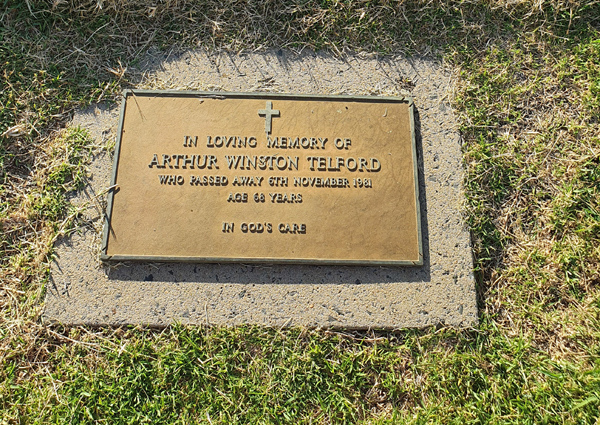 IN LOVING MEMORY OF
ARTHUR WINSTON TELFORD
WHO PASSED AWAY 6TH NOVEMBER 1981
AGE 68 YEARS
IN GOD'S CARE